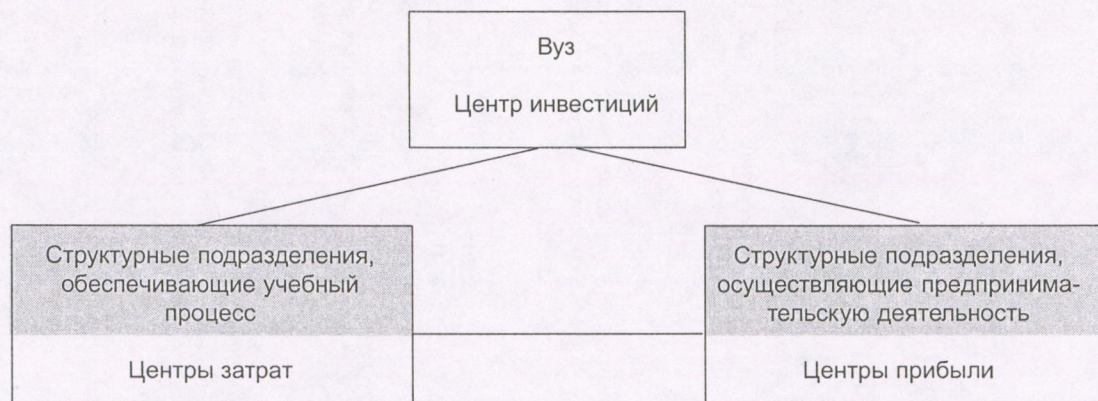 Вуз
Центр инвестиций
Структурные подразделения,
обеспечивающие учебный
процесс
Центры затрат
Структурные подразделения,
осуществляющие предпринима-
тельскую деятельность
Центры прибыли